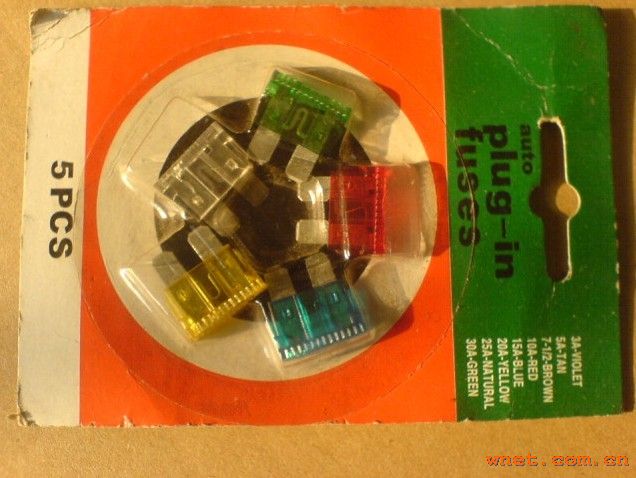 auto
plug-in
fuses
5 PCS
3A-VIOLET
5A-TAN
7-1/2-BROWN
10A-RED
15A-BLUE
20A-YELLOW
25A-NATURAL
30A-GREEN
wnet.com.cn